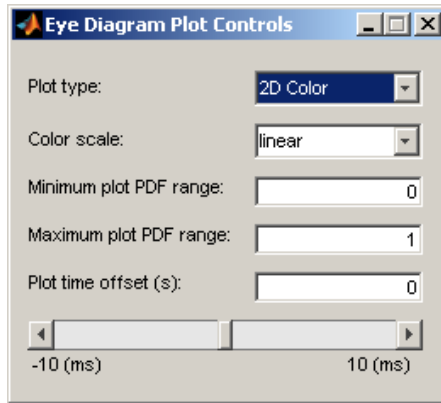 Eye Diagram Plot Controls
Plot type: 2D Color
Color scale: linear
Minimum plot PDF range: 0
Maximum plot PDF range: 1
Plot time offset (s): 0
-10 (ms) 10 (ms)